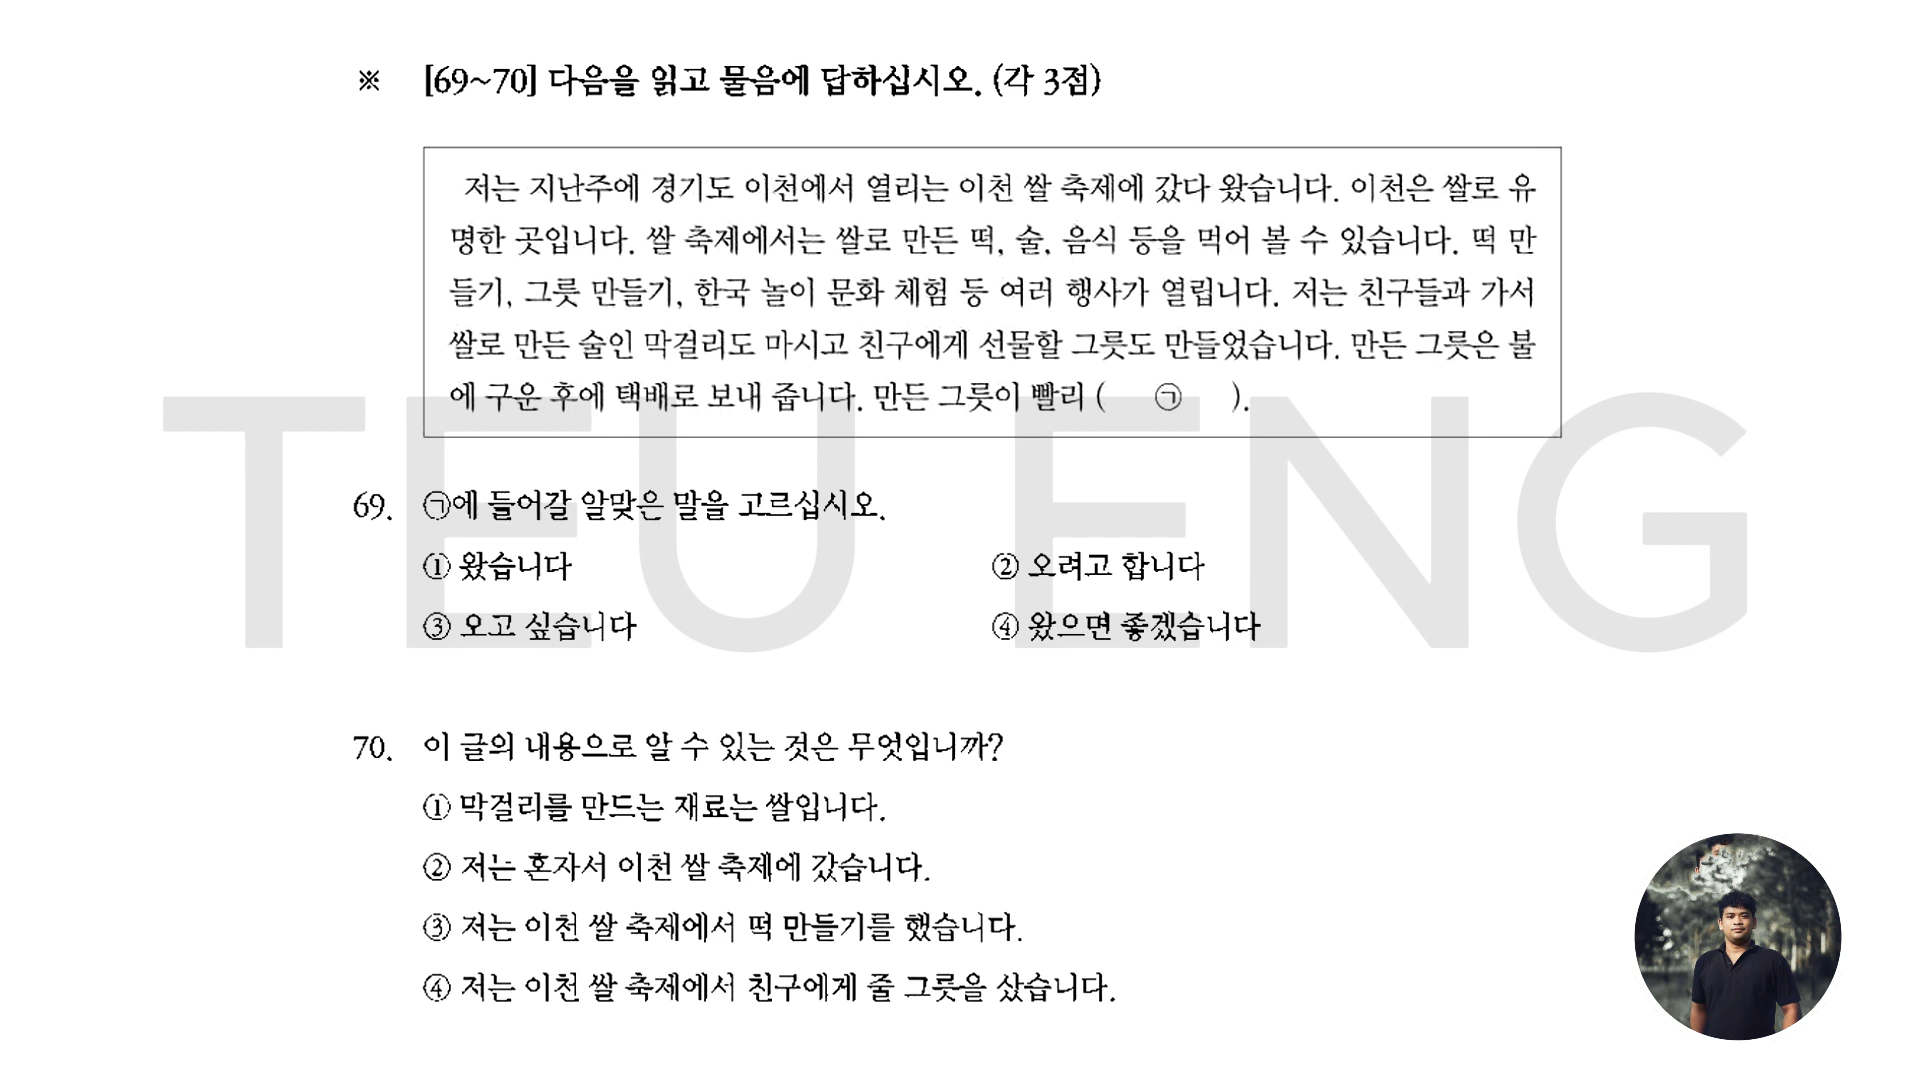 ※ [69~70] 다음을 읽고 물음에 답하십시오. (각 3점)
저는 지난주에 경기도 이천에서 열리는 이천 쌀 축제에 갔다 왔습니다. 이천은 쌀로 유
명한 곳입니다. 쌀 축제에서는 쌀로 만든 떡, 술, 음식 등을 먹어 볼 수 있습니다. 떡 만
들기, 그릇 만들기, 한국 놀이 문화 체험 등 여러 행사가 열립니다. 저는 친구들과 가서
쌀로 만든 술인 막걸리도 마시고 친구에게 선물할 그릇도 만들었습니다. 만든 그릇은 불
에 구운 후에 택배로 보내 줍니다. 만든 그릇이 빨리 ( ㉠ ).
TEU ENG
69. ㉠에 들어갈 알맞은 말을 고르십시오.
① 왔습니다 ② 오려고 합니다
③ 오고 싶습니다 ④ 왔으면 좋겠습니다
70. 이 글의 내용으로 알 수 있는 것은 무엇입니까?
① 막걸리를 만드는 재료는 쌀입니다.
② 저는 혼자서 이천 쌀 축제에 갔습니다.
③ 저는 이천 쌀 축제에서 떡 만들기를 했습니다.
④ 저는 이천 쌀 축제에서 친구에게 줄 그릇을 샀습니다.